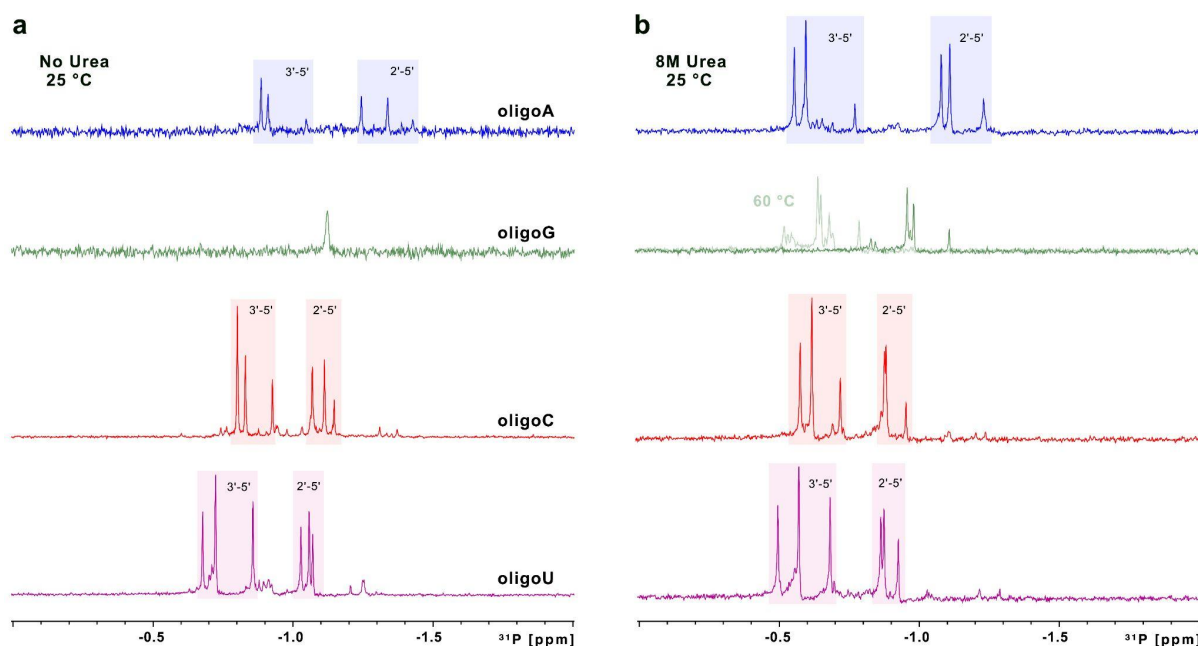 a
No Urea
25 °C
3'-5'
2'-5'
oligoA
oligoG
3'-5'
2'-5'
oligoC
3'-5'
2'-5'
oligoU
-0.5
-1.0
-1.5
³¹P [ppm]
b
8M Urea
25 °C
3'-5'
2'-5'
60 °C
3'-5'
2'-5'
3'-5'
2'-5'
-0.5
-1.0
-1.5
³¹P [ppm]